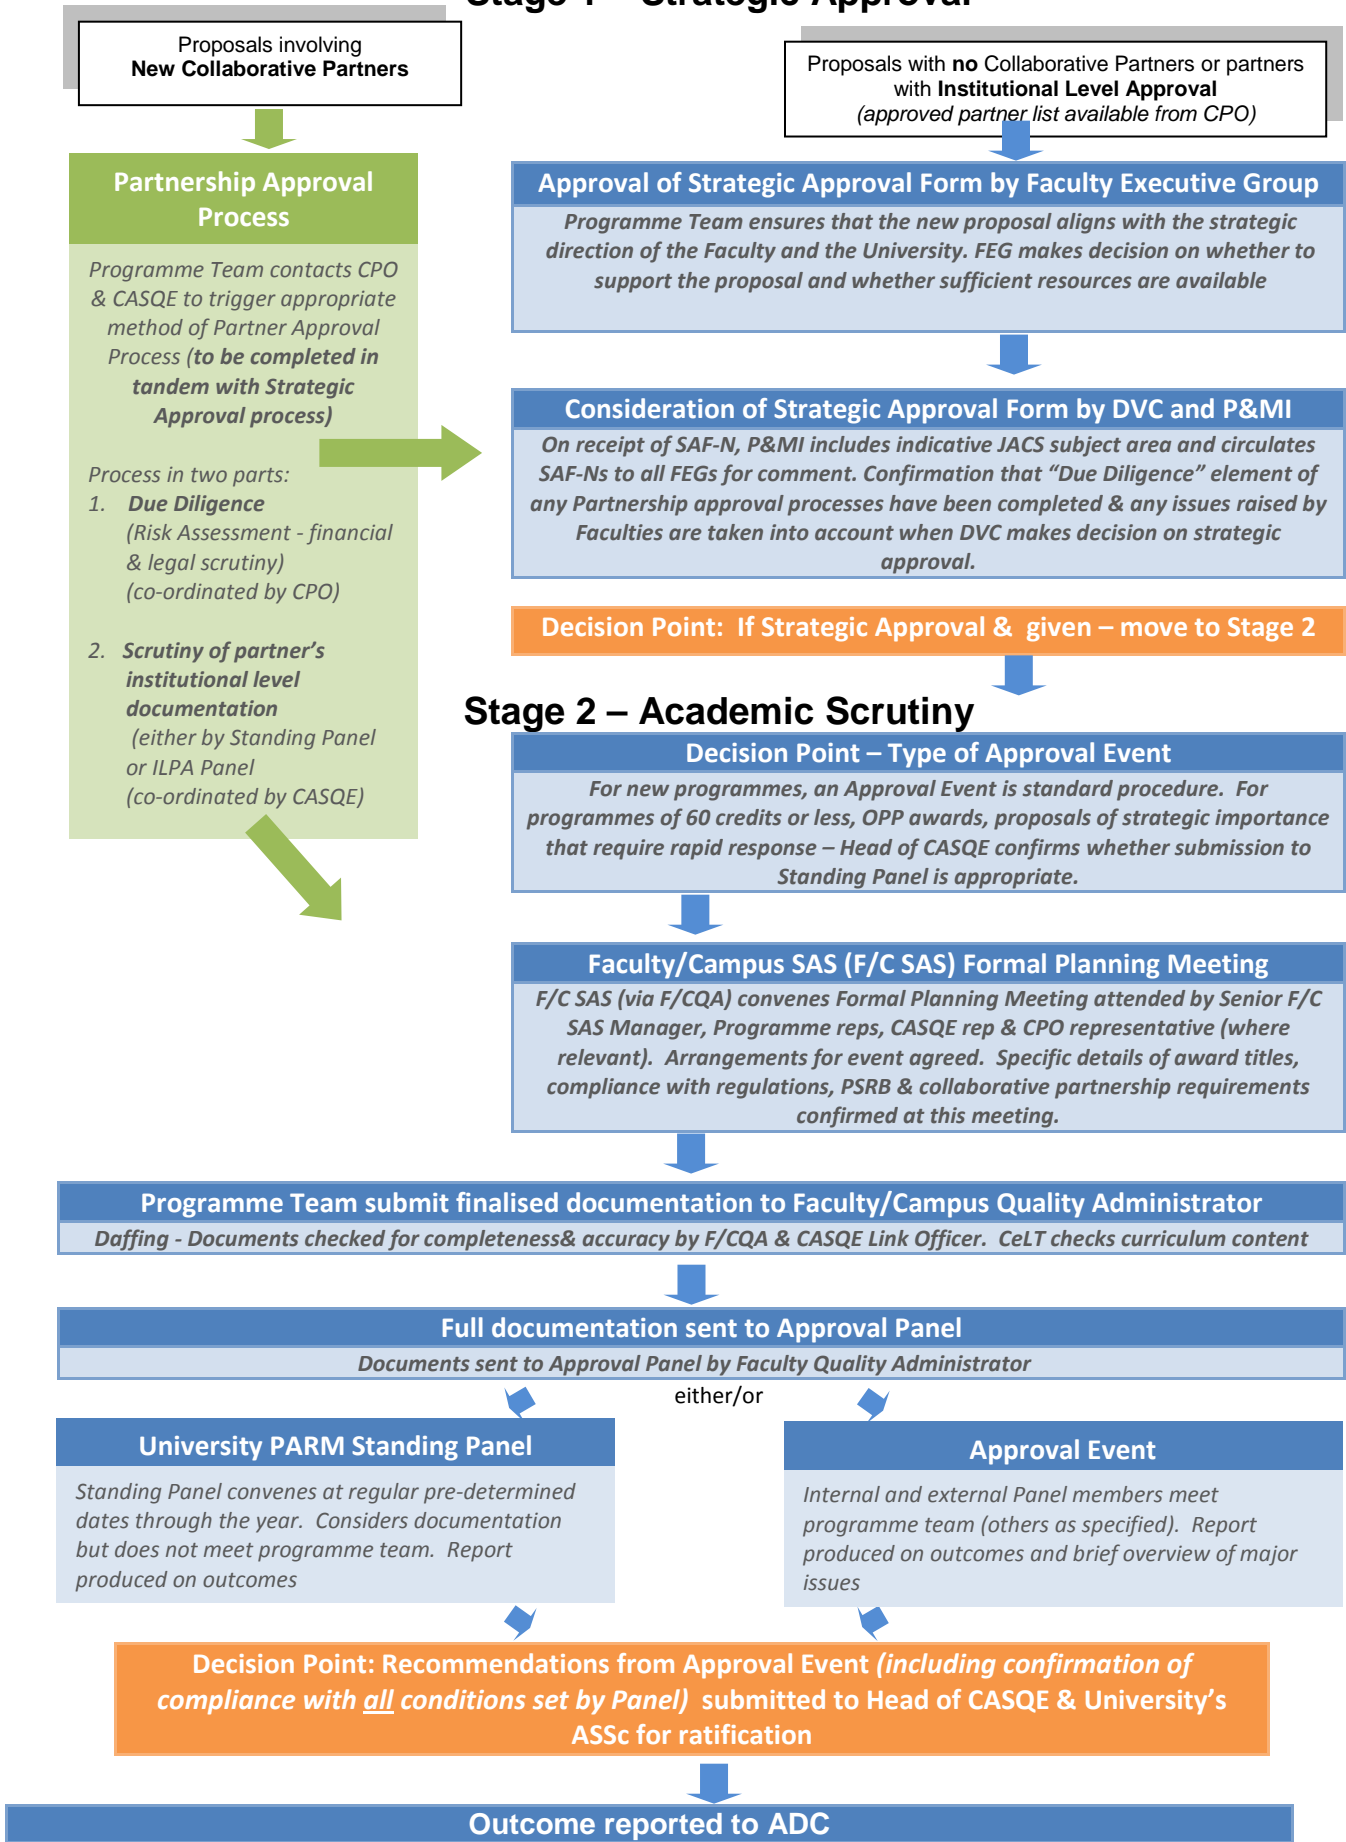 Stage 1 – Strategic Approval
Proposals involving
New Collaborative Partners
Proposals with no Collaborative Partners or partners
with Institutional Level Approval
(approved partner list available from CPO)
Partnership Approval
Process
Programme Team contacts CPO
& CASQE to trigger appropriate
method of Partner Approval
Process (to be completed in
tandem with Strategic
Approval process)
Process in two parts:
1. Due Diligence
(Risk Assessment - financial
& legal scrutiny)
(co-ordinated by CPO)
2. Scrutiny of partner's
institutional level
documentation
(either by Standing Panel
or ILPA Panel
(co-ordinated by CASQE)
Approval of Strategic Approval Form by Faculty Executive Group
Programme Team ensures that the new proposal aligns with the strategic
direction of the Faculty and the University. FEG makes decision on whether to
support the proposal and whether sufficient resources are available
Consideration of Strategic Approval Form by DVC and P&MI
On receipt of SAF-N, P&MI includes indicative JACS subject area and circulates
SAF-Ns to all FEGs for comment. Confirmation that “Due Diligence” element of
any Partnership approval processes have been completed & any issues raised by
Faculties are taken into account when DVC makes decision on strategic
approval.
Decision Point:  If Strategic Approval &  given – move to Stage 2
Stage 2 – Academic Scrutiny
Decision Point – Type of Approval Event
For new programmes, an Approval Event is standard procedure.  For
programmes of 60 credits or less, OPP awards, proposals of strategic importance
that require rapid response – Head of CASQE confirms whether submission to
Standing Panel is appropriate.
Faculty/Campus SAS (F/C SAS) Formal Planning Meeting
F/C SAS (via F/CQA) convenes Formal Planning Meeting attended by Senior F/C
SAS Manager, Programme reps, CASQE rep & CPO representative (where
relevant).  Arrangements for event agreed.  Specific details of award titles,
compliance with regulations, PSRB & collaborative partnership requirements
confirmed at this meeting.
Programme Team submit finalised documentation to Faculty/Campus Quality Administrator
Daffing - Documents checked for completeness& accuracy by F/CQA & CASQE Link Officer.  CeLT checks curriculum content
Full documentation sent to Approval Panel
Documents sent to Approval Panel by Faculty Quality Administrator
either/or
University PARM Standing Panel
Standing Panel convenes at regular pre-determined
dates through the year.  Considers documentation
but does not meet programme team.  Report
produced on outcomes
Approval Event
Internal and external Panel members meet
programme team (others as specified).  Report
produced on outcomes and brief overview of major
issues
Decision Point: Recommendations from Approval Event (including confirmation of
compliance with all conditions set by Panel)  submitted to Head of CASQE & University’s
ASSc for ratification
Outcome reported to ADC